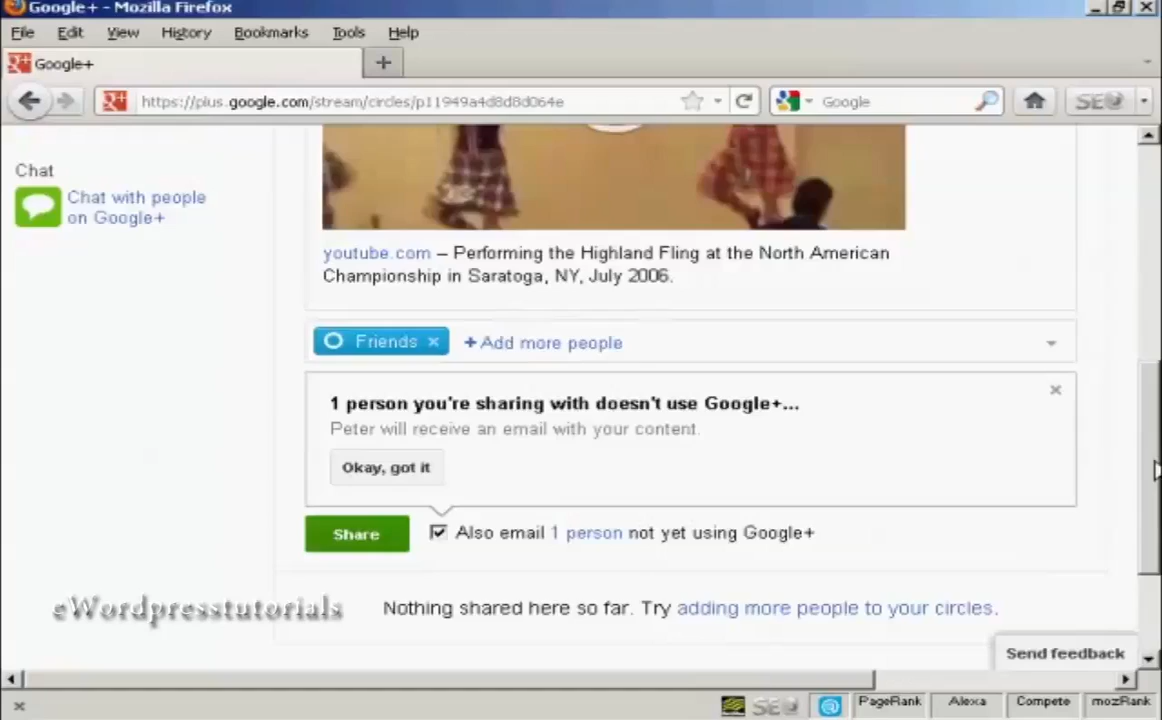 Google+ - Mozilla Firefox
File Edit View History Bookmarks Tools Help
Google+
https://plus.google.com/stream/circles/p11949a4d8d8d064e
Google
SEO
Chat
Chat with people
on Google+
youtube.com – Performing the Highland Fling at the North American
Championship in Saratoga, NY, July 2006.
Friends × + Add more people
1 person you're sharing with doesn't use Google+...
Peter will receive an email with your content.
Okay, got it
Share
Also email 1 person not yet using Google+
eWordpresstutorials
Nothing shared here so far. Try adding more people to your circles.
Send feedback
SEO PageRank Alexa Compete mozRank